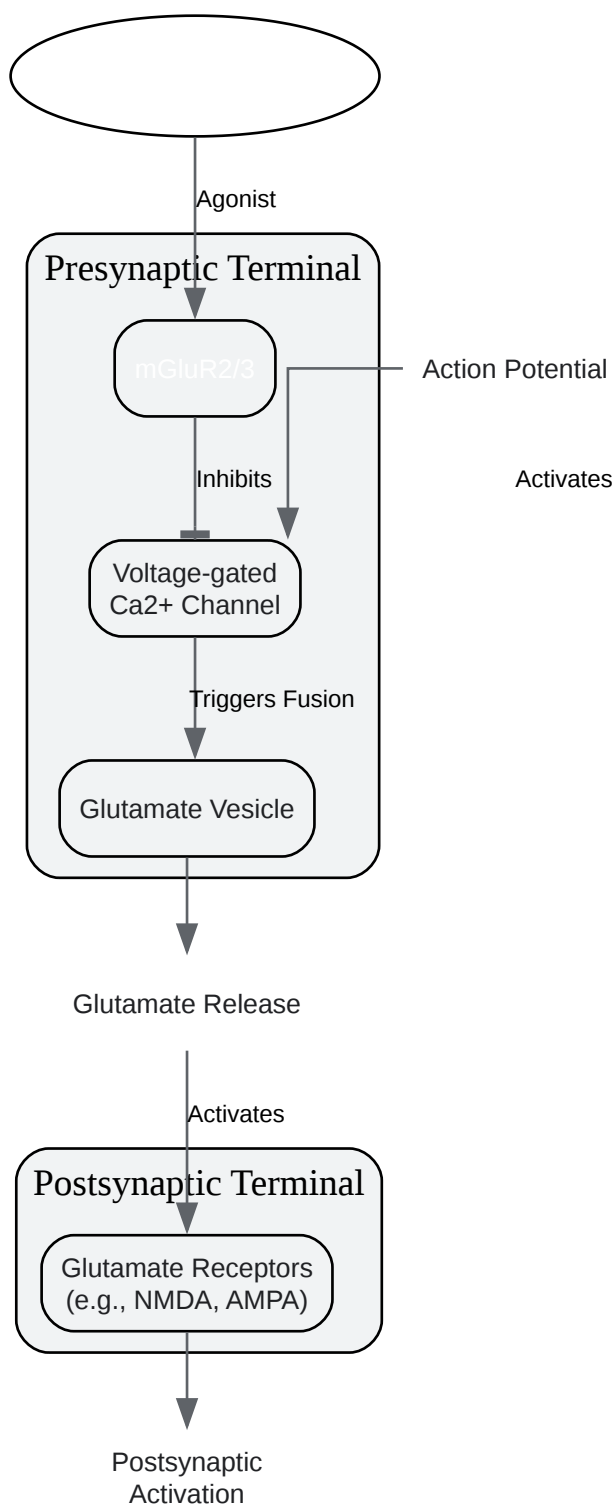 Agonist
Presynaptic Terminal
mGluR2/3
Action Potential
Inhibits
Activates
Voltage-gated
Ca2+ Channel
Triggers Fusion
Glutamate Vesicle
Glutamate Release
Activates
Postsynaptic Terminal
Glutamate Receptors
(e.g., NMDA, AMPA)
Postsynaptic
Activation